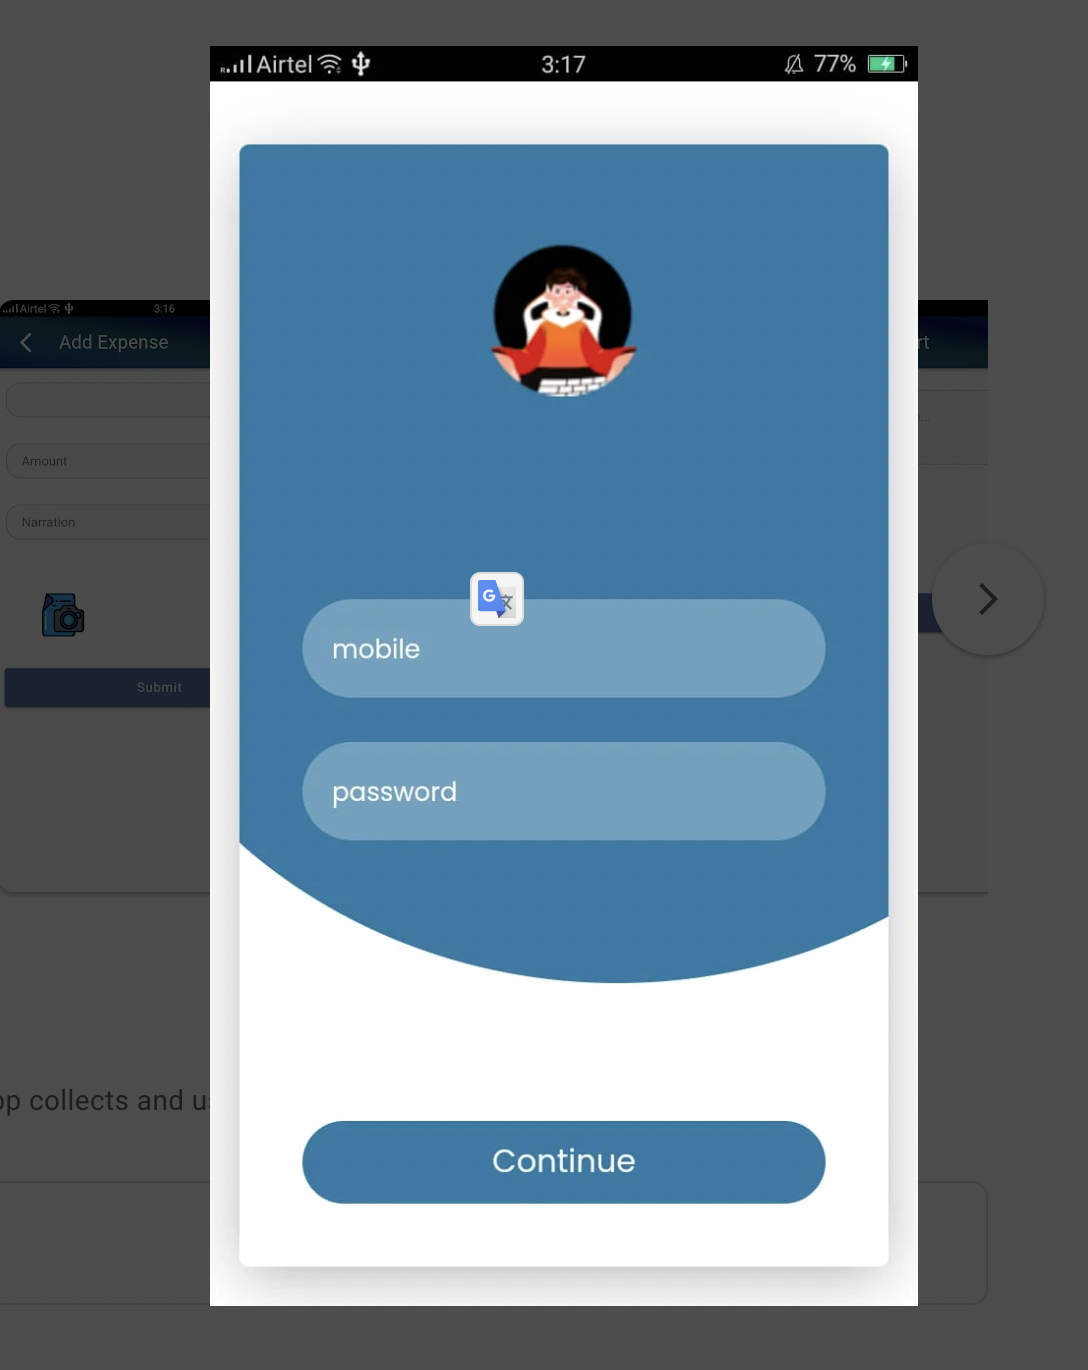 Airtel 3:17 77%
Airtel 3:16
Add Expense
rt
e...
Amount
Narration
mobile
Submit
password
pp collects and u
Continue